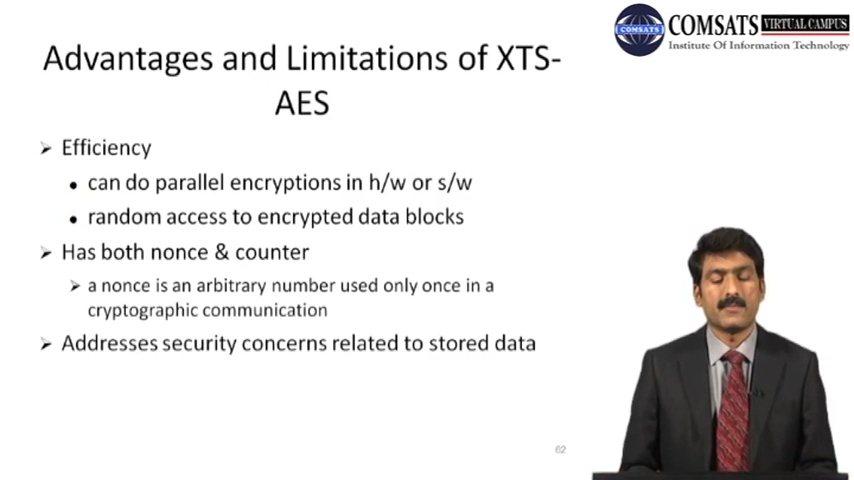 COMSATS VIRTUAL CAMPUS
COMSATS
Institute Of Information Technology
Advantages and Limitations of XTS-
AES
Efficiency
can do parallel encryptions in h/w or s/w
random access to encrypted data blocks
Has both nonce & counter
a nonce is an arbitrary number used only once in a
cryptographic communication
Addresses security concerns related to stored data
62